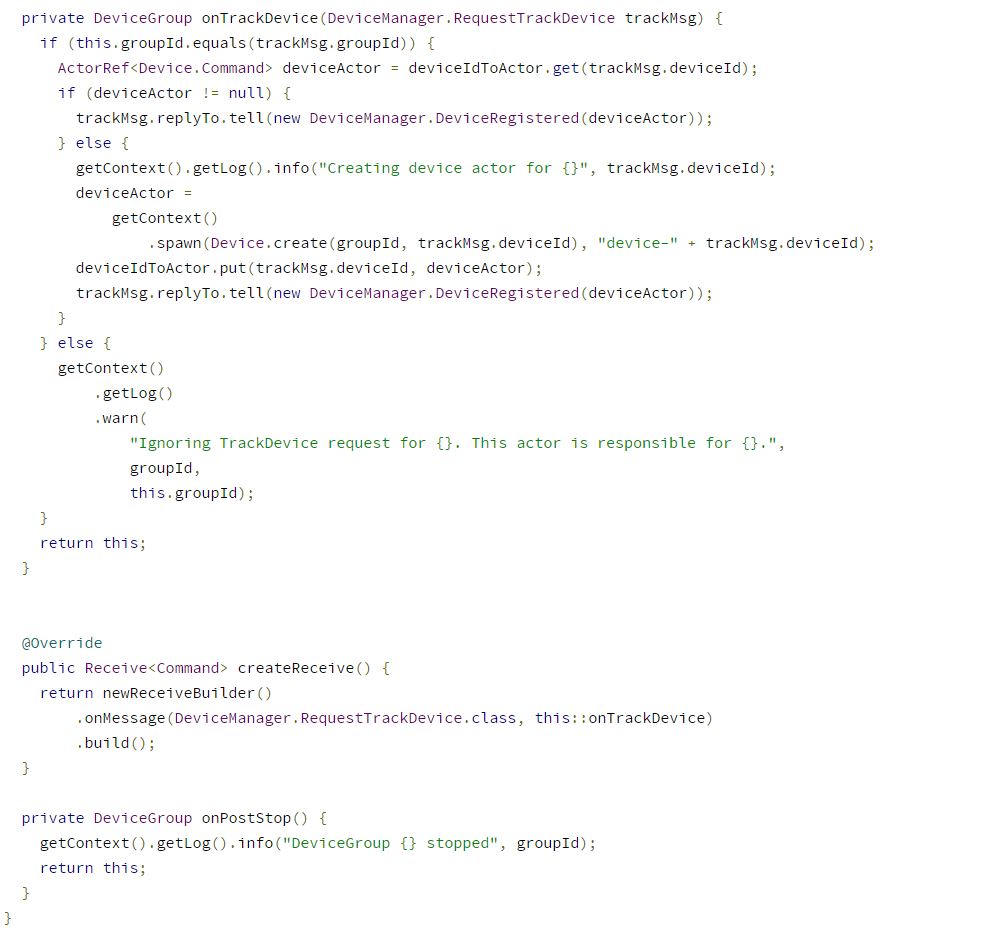 private DeviceGroup onTrackDevice(DeviceManager.RequestTrackDevice trackMsg) {
if (this.groupId.equals(trackMsg.groupId)) {
ActorRef<Device.Command> deviceActor = deviceIdToActor.get(trackMsg.deviceId);
if (deviceActor != null) {
trackMsg.replyTo.tell(new DeviceManager.DeviceRegistered(deviceActor));
} else {
getContext().getLog().info("Creating device actor for {}", trackMsg.deviceId);
deviceActor =
getContext()
.spawn(Device.create(groupId, trackMsg.deviceId), "device-" + trackMsg.deviceId);
deviceIdToActor.put(trackMsg.deviceId, deviceActor);
trackMsg.replyTo.tell(new DeviceManager.DeviceRegistered(deviceActor));
}
} else {
getContext()
.getLog()
.warn(
"Ignoring TrackDevice request for {}. This actor is responsible for {}.",
groupId,
this.groupId);
}
return this;
}
@Override
public Receive<Command> createReceive() {
return newReceiveBuilder()
.onMessage(DeviceManager.RequestTrackDevice.class, this::onTrackDevice)
.build();
}
private DeviceGroup onPostStop() {
getContext().getLog().info("DeviceGroup {} stopped", groupId);
return this;
}
}